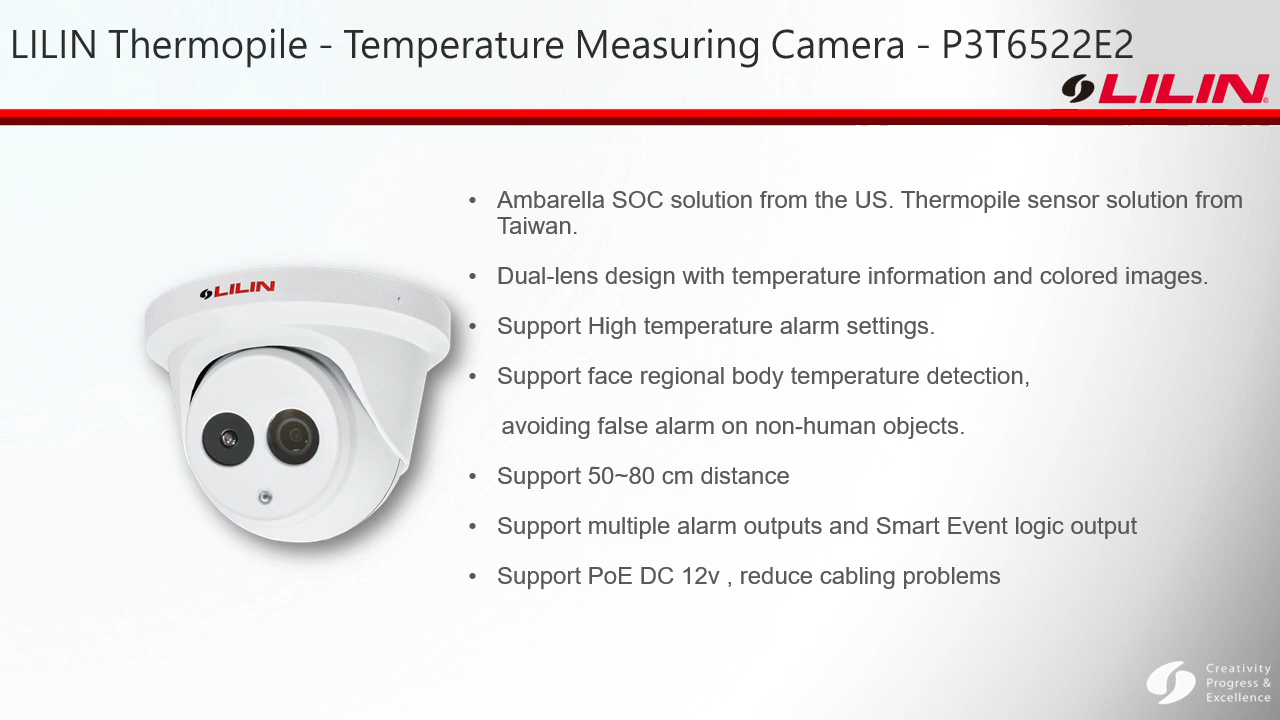 LILIN Thermopile - Temperature Measuring Camera - P3T6522E2
LILIN®
• Ambarella SOC solution from the US. Thermopile sensor solution from
Taiwan.
• Dual-lens design with temperature information and colored images.
LILIN
• Support High temperature alarm settings.
• Support face regional body temperature detection,
avoiding false alarm on non-human objects.
• Support 50~80 cm distance
• Support multiple alarm outputs and Smart Event logic output
• Support PoE DC 12v , reduce cabling problems
Creativity
Progress &
Excellence